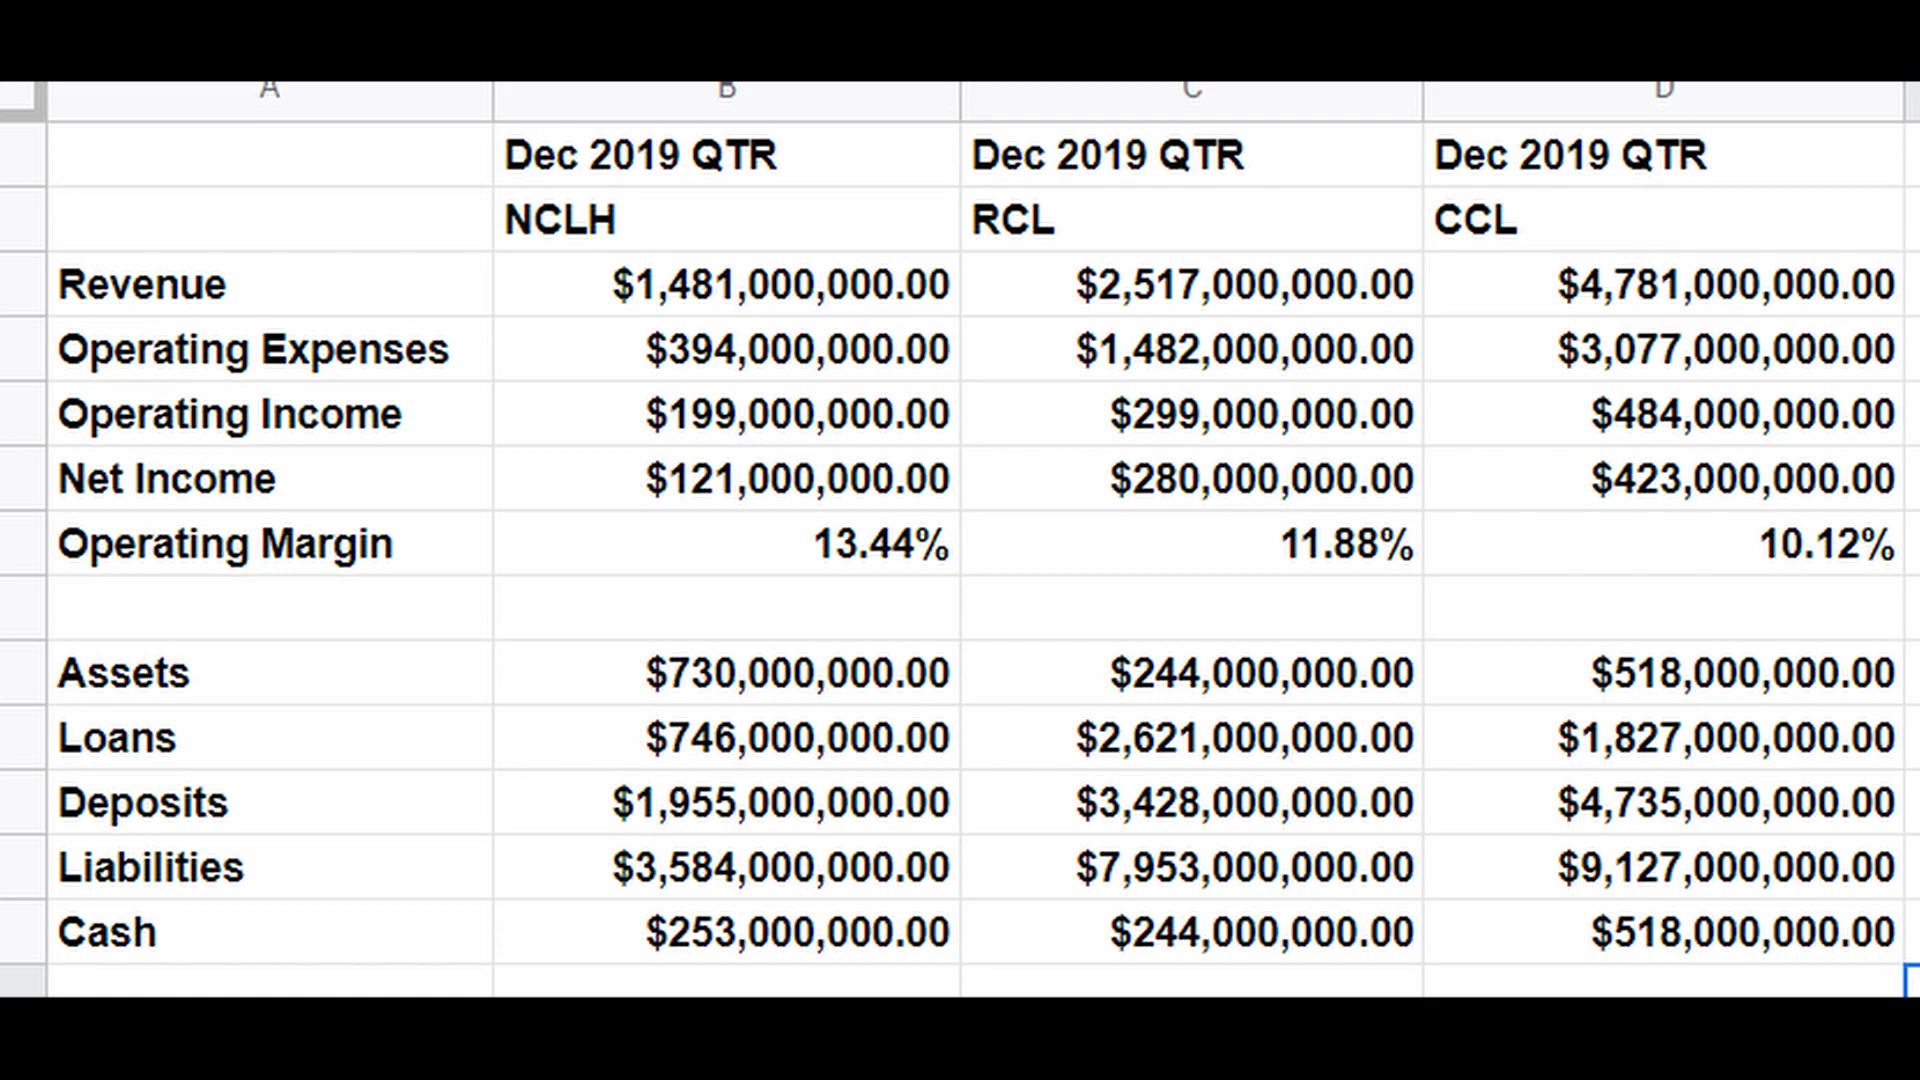 A B C D
Dec 2019 QTR Dec 2019 QTR Dec 2019 QTR
NCLH RCL CCL
Revenue $1,481,000,000.00 $2,517,000,000.00 $4,781,000,000.00
Operating Expenses $394,000,000.00 $1,482,000,000.00 $3,077,000,000.00
Operating Income $199,000,000.00 $299,000,000.00 $484,000,000.00
Net Income $121,000,000.00 $280,000,000.00 $423,000,000.00
Operating Margin 13.44% 11.88% 10.12%
Assets $730,000,000.00 $244,000,000.00 $518,000,000.00
Loans $746,000,000.00 $2,621,000,000.00 $1,827,000,000.00
Deposits $1,955,000,000.00 $3,428,000,000.00 $4,735,000,000.00
Liabilities $3,584,000,000.00 $7,953,000,000.00 $9,127,000,000.00
Cash $253,000,000.00 $244,000,000.00 $518,000,000.00